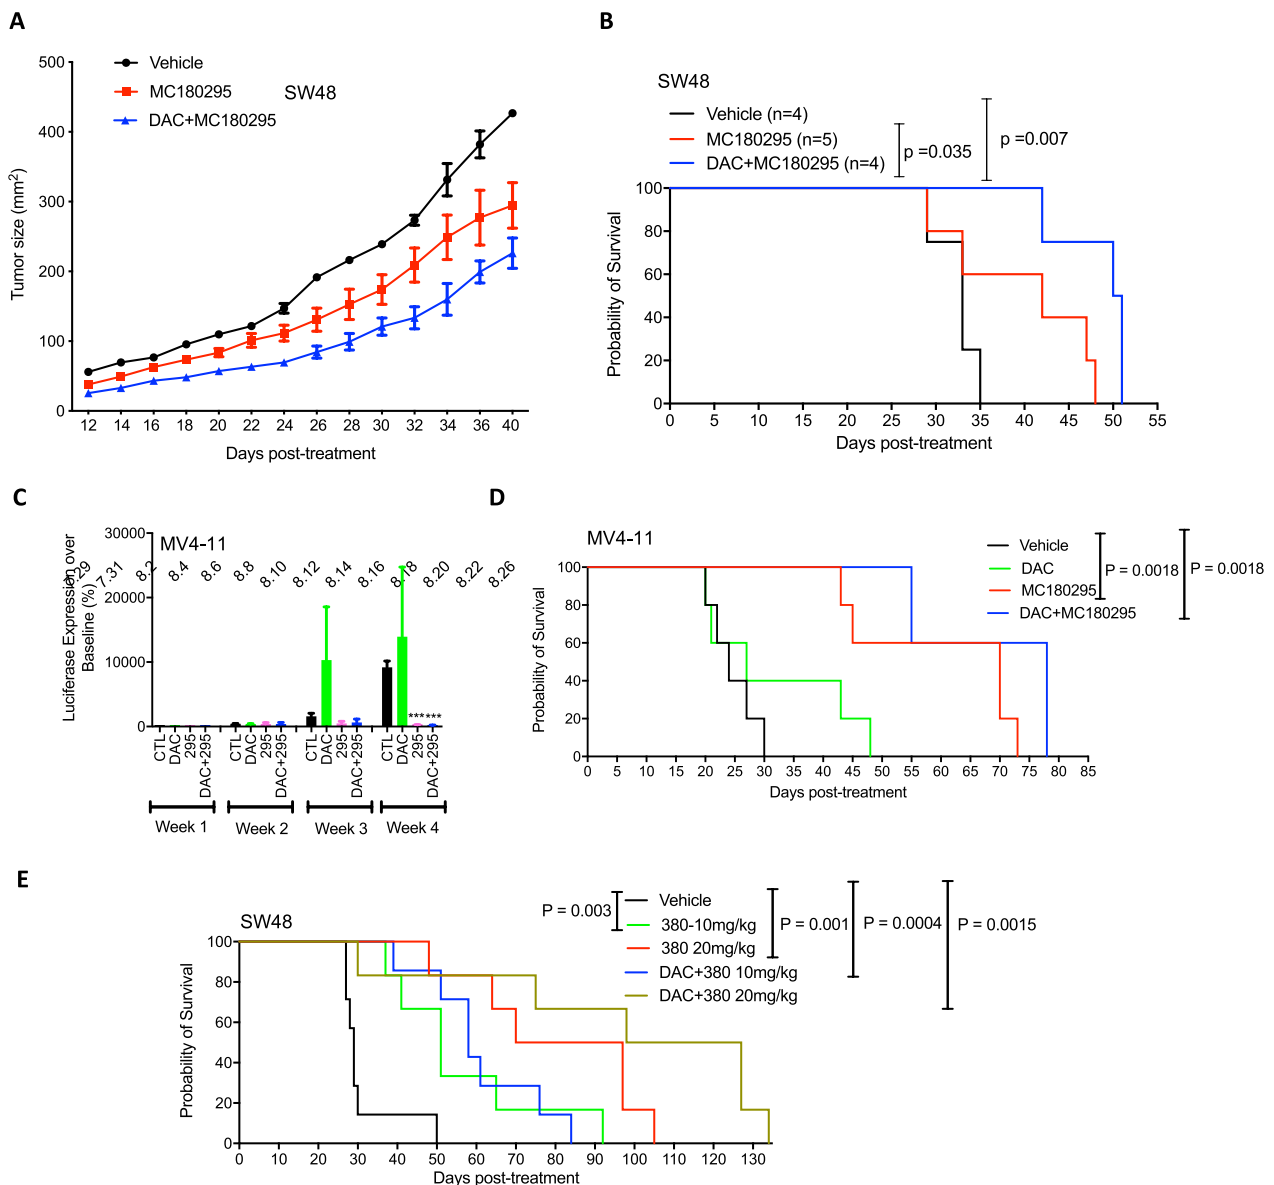 A
Vehicle
MC180295
DAC+MC180295
SW48
500
400
300
200
100
0
Tumor size (mm2)
12 14 16 18 20 22 24 26 28 30 32 34 36 40
Days post-treatment
B
SW48
Vehicle (n=4)
MC180295 (n=5)
DAC+MC180295 (n=4)
p =0.035
p =0.007
100
80
60
40
20
0
Probability of Survival
0 5 10 15 20 25 30 35 40 45 50 55
Days post-treatment
C
MV4-11
30000
20000
10000
0
Luciferase Expression over
Baseline (%)
7.31 8.2 8.4 8.6 8.8 8.10 8.12 8.14 8.16 8.18 8.20 8.22 8.26
*** ***
CTL DAC 295 DAC+295 CTL DAC 295 DAC+295 CTL DAC 295 DAC+295 CTL DAC 295 DAC+295
Week 1 Week 2 Week 3 Week 4
D
MV4-11
Vehicle
DAC
MC180295
DAC+MC180295
P = 0.0018
P = 0.0018
100
80
60
40
20
0
Probability of Survival
0 5 10 15 20 25 30 35 40 45 50 55 60 65 70 75 80 85
Days post-treatment
E
SW48
P = 0.003
Vehicle
380-10mg/kg
380 20mg/kg
DAC+380 10mg/kg
DAC+380 20mg/kg
P = 0.001
P = 0.0004
P = 0.0015
100
80
60
40
20
0
Probability of Survival
0 10 20 30 40 50 60 70 80 90 100 110 120 130
Days post-treatment